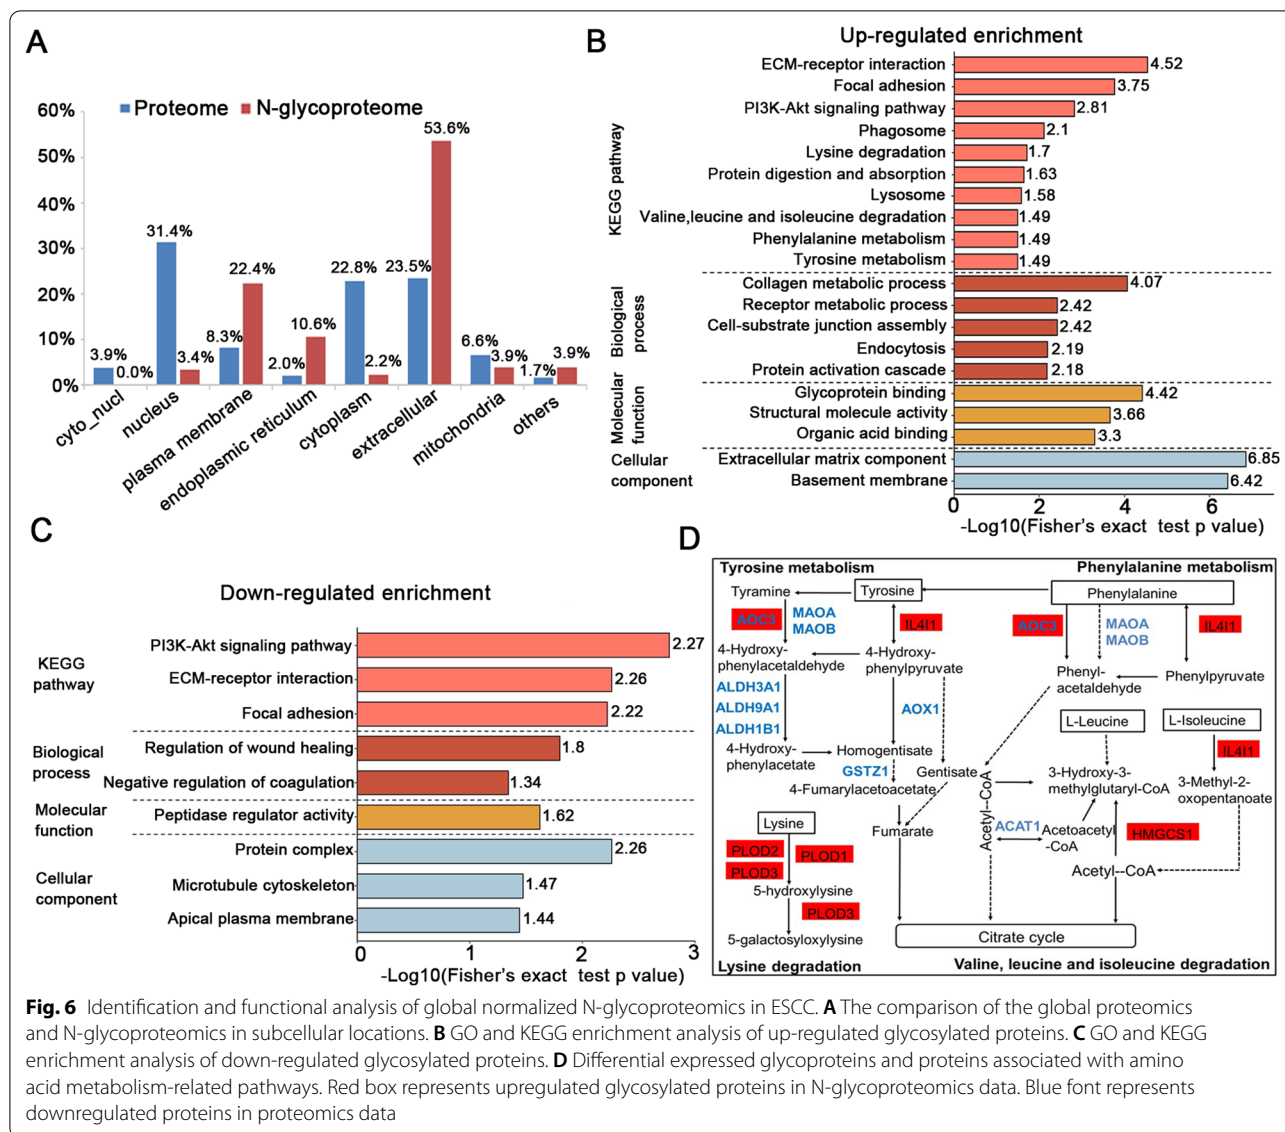 A
60%
50%
40%
30%
20%
10%
0%
Proteome
N-glycoproteome
3.9%
0.0%
31.4%
3.4%
8.3%
22.4%
2.0%
10.6%
22.8%
2.2%
23.5%
53.6%
6.6%
3.9%
1.7%
3.9%
cyto_nucl
nucleus
plasma membrane
endoplasmic reticulum
cytoplasm
extracellular
mitochondria
others
B
Up-regulated enrichment
KEGG pathway
ECM-receptor interaction 4.52
Focal adhesion 3.75
PI3K-Akt signaling pathway 2.81
Phagosome 2.1
Lysine degradation 1.7
Protein digestion and absorption 1.63
Lysosome 1.58
Valine,leucine and isoleucine degradation 1.49
Phenylalanine metabolism 1.49
Tyrosine metabolism 1.49
Biological
process
Collagen metabolic process 4.07
Receptor metabolic process 2.42
Cell-substrate junction assembly 2.42
Endocytosis 2.19
Protein activation cascade 2.18
Molecular
function
Glycoprotein binding 4.42
Structural molecule activity 3.66
Organic acid binding 3.3
Cellular
component
Extracellular matrix component 6.85
Basement membrane 6.42
0 2 4 6
-Log10(Fisher's exact test p value)
C
Down-regulated enrichment
KEGG
pathway
PI3K-Akt signaling pathway 2.27
ECM-receptor interaction 2.26
Focal adhesion 2.22
Biological
process
Regulation of wound healing 1.8
Negative regulation of coagulation 1.34
Molecular
function
Peptidase regulator activity 1.62
Cellular
component
Protein complex 2.26
Microtubule cytoskeleton 1.47
Apical plasma membrane 1.44
0 1 2 3
-Log10(Fisher's exact test p value)
D
Tyrosine metabolism
Phenylalanine metabolism
Tyramine
Tyrosine
Phenylalanine
AOC3
MAOA
MAOB
IL4I1
AOC3
MAOA
MAOB
IL4I1
4-Hydroxy-
phenylacetaldehyde
4-Hydroxy-
phenylpyruvate
Phenyl-
acetaldehyde
Phenylpyruvate
ALDH3A1
ALDH9A1
ALDH1B1
AOX1
L-Leucine
L-Isoleucine
IL4I1
4-Hydroxy-
phenylacetate
Homogentisate
GSTZ1
Gentisate
4-Fumarylacetoacetate
Acetyl--CoA
3-Hydroxy-3-
methylglutaryl-CoA
3-Methyl-2-
oxopentanoate
Lysine
Fumarate
ACAT1
Acetoacetyl
-CoA
HMGCS1
PLOD2
PLOD1
PLOD3
Acetyl--CoA
5-hydroxylysine
PLOD3
5-galactosyloxylysine
Citrate cycle
Lysine degradation
Valine, leucine and isoleucine degradation
Fig. 6 Identification and functional analysis of global normalized N-glycoproteomics in ESCC. A The comparison of the global proteomics
and N-glycoproteomics in subcellular locations. B GO and KEGG enrichment analysis of up-regulated glycosylated proteins. C GO and KEGG
enrichment analysis of down-regulated glycosylated proteins. D Differential expressed glycoproteins and proteins associated with amino
acid metabolism-related pathways. Red box represents upregulated glycosylated proteins in N-glycoproteomics data. Blue font represents
downregulated proteins in proteomics data